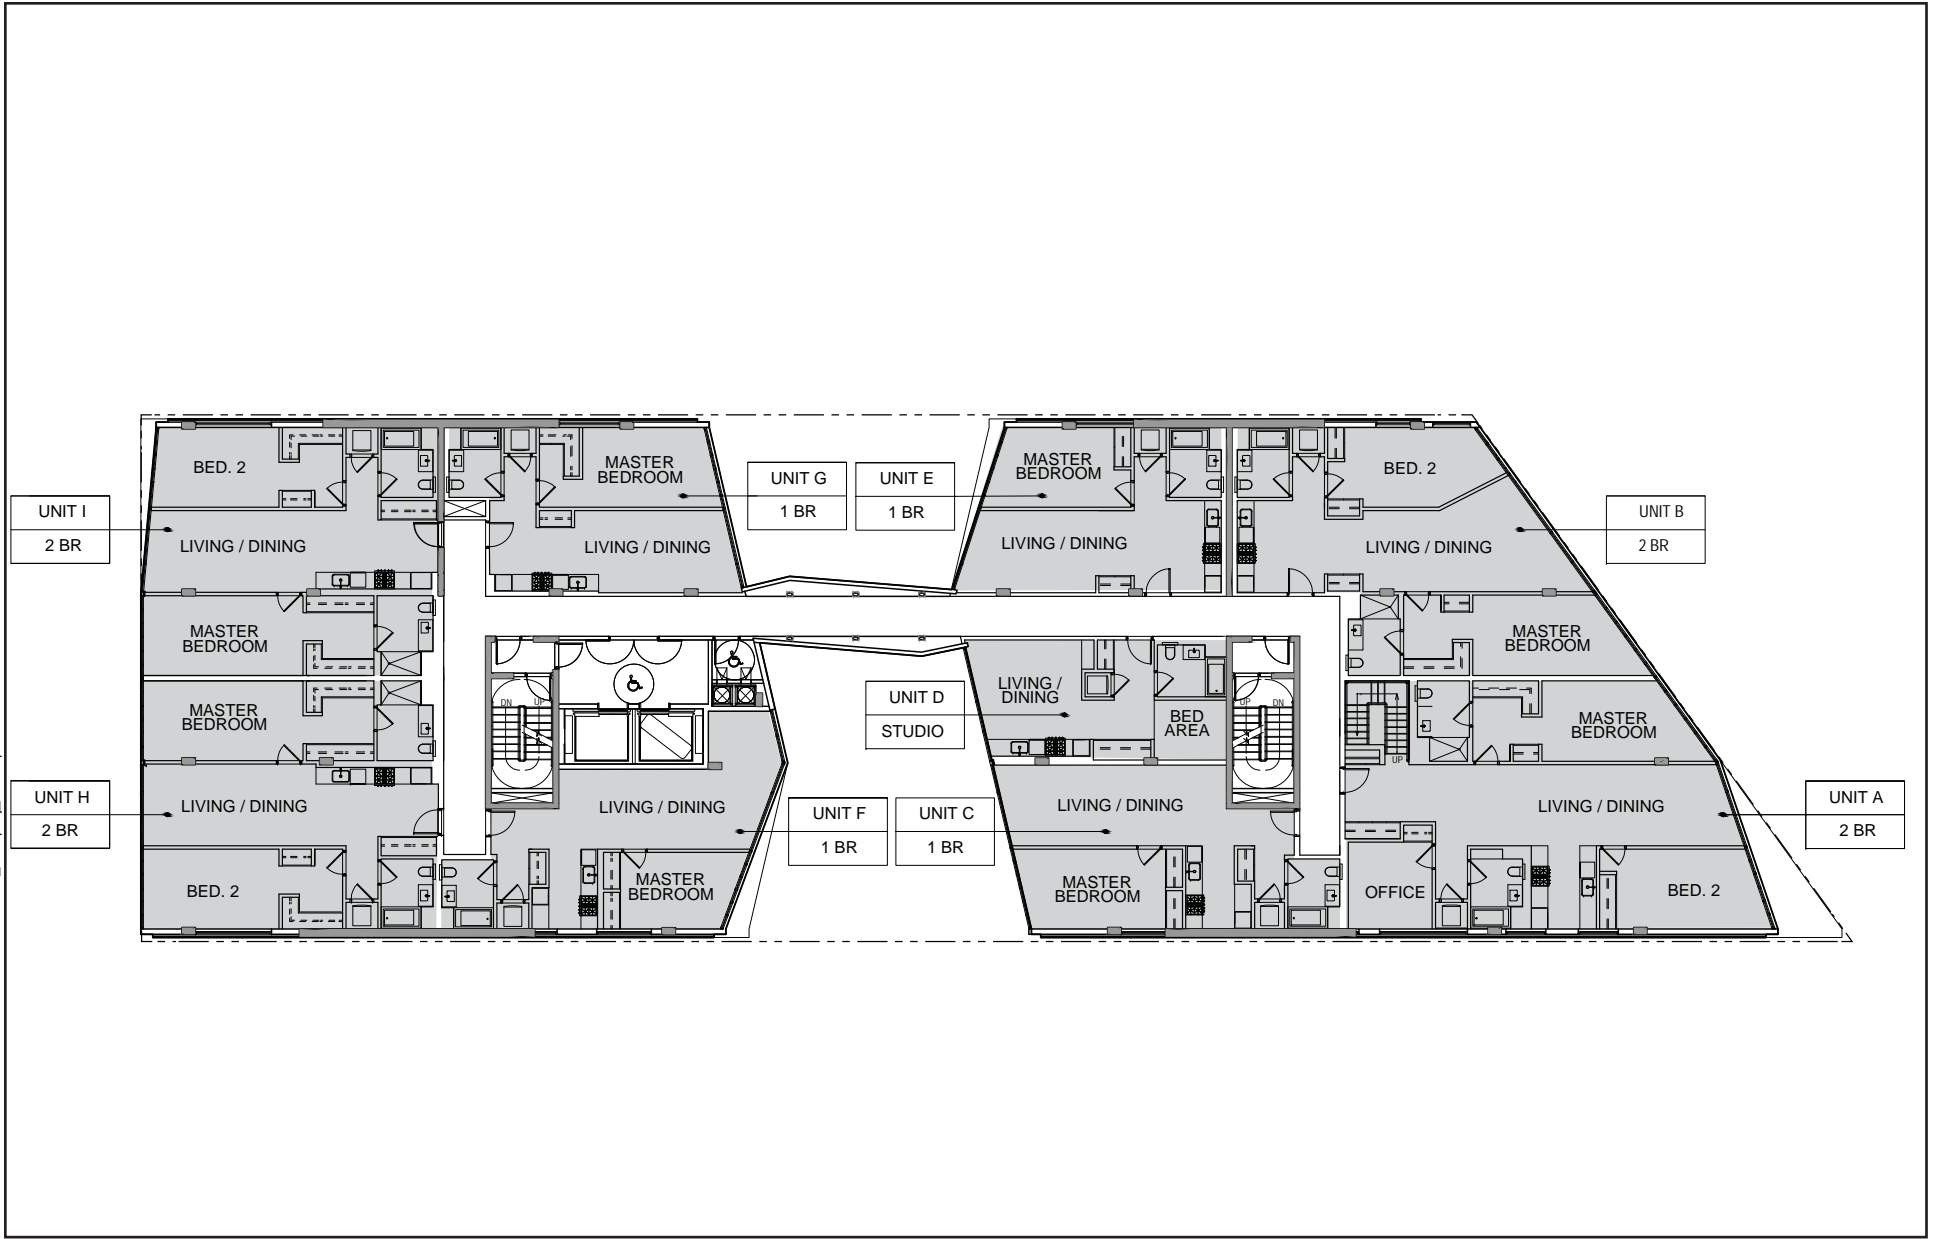 BED. 2
MASTER
BEDROOM
MASTER
BEDROOM
BED. 2
UNIT G
1 BR
UNIT E
1 BR
UNIT I
2 BR
UNIT B
2 BR
LIVING / DINING
LIVING / DINING
LIVING / DINING
LIVING / DINING
MASTER
BEDROOM
MASTER
BEDROOM
MASTER
BEDROOM
MASTER
BEDROOM
DN
UP
LIVING /
DINING
UNIT D
STUDIO
BED
AREA
UP
DN
UP
UNIT H
2 BR
LIVING / DINING
LIVING / DINING
UNIT F
1 BR
UNIT C
1 BR
LIVING / DINING
LIVING / DINING
UNIT A
2 BR
BED. 2
MASTER
BEDROOM
MASTER
BEDROOM
OFFICE
BED. 2